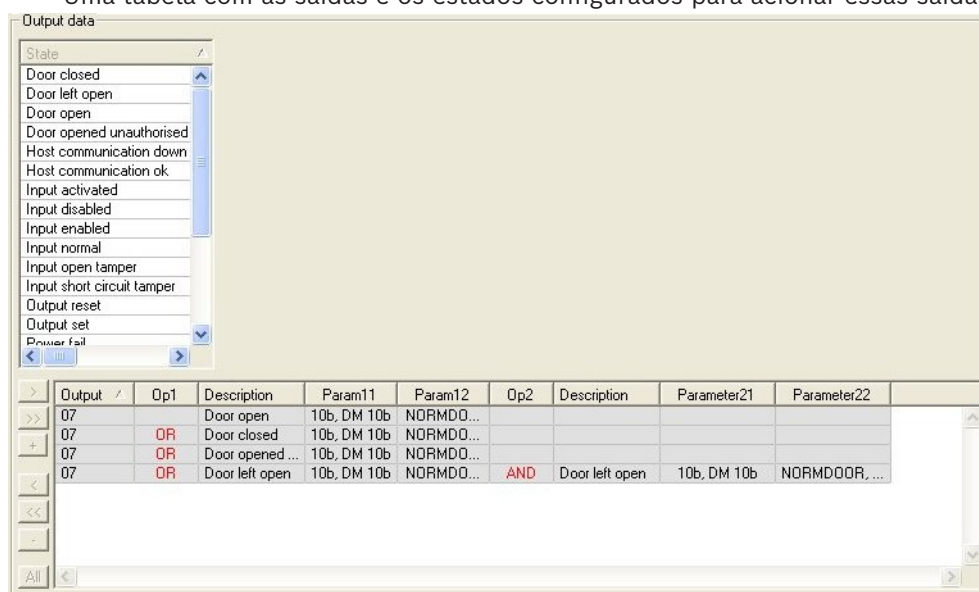 Uma tabela com as saídas e os estados configurados para acionar essas saída
Output data
State
Door closed
Door left open
Door open
Door opened unauthorised
Host communication down
Host communication ok
Input activated
Input disabled
Input enabled
Input normal
Input open tamper
Input short circuit tamper
Output reset
Output set
Power fail
> Output Op1 Description Param11 Param12 Op2 Description Parameter21 Parameter22
>> 07 Door open 10b, DM 10b NORMDO...
07 OR Door closed 10b, DM 10b NORMDO...
+ 07 OR Door opened ... 10b, DM 10b NORMDO...
07 OR Door left open 10b, DM 10b NORMDO... AND Door left open 10b, DM 10b NORMDOOR, ...
<
<<
-
All